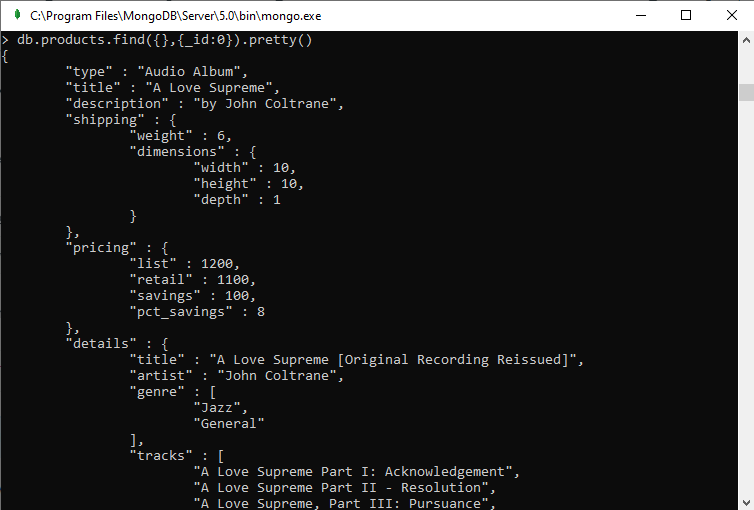 C:\Program Files\MongoDB\Server\5.0\bin\mongo.exe
> db.products.find({},{_id:0}).pretty()
{
        "type" : "Audio Album",
        "title" : "A Love Supreme",
        "description" : "by John Coltrane",
        "shipping" : {
                "weight" : 6,
                "dimensions" : {
                        "width" : 10,
                        "height" : 10,
                        "depth" : 1
                }
        },
        "pricing" : {
                "list" : 1200,
                "retail" : 1100,
                "savings" : 100,
                "pct_savings" : 8
        },
        "details" : {
                "title" : "A Love Supreme [Original Recording Reissued]",
                "artist" : "John Coltrane",
                "genre" : [
                        "Jazz",
                        "General"
                ],
                "tracks" : [
                        "A Love Supreme Part I: Acknowledgement",
                        "A Love Supreme Part II - Resolution",
                        "A Love Supreme, Part III: Pursuance",